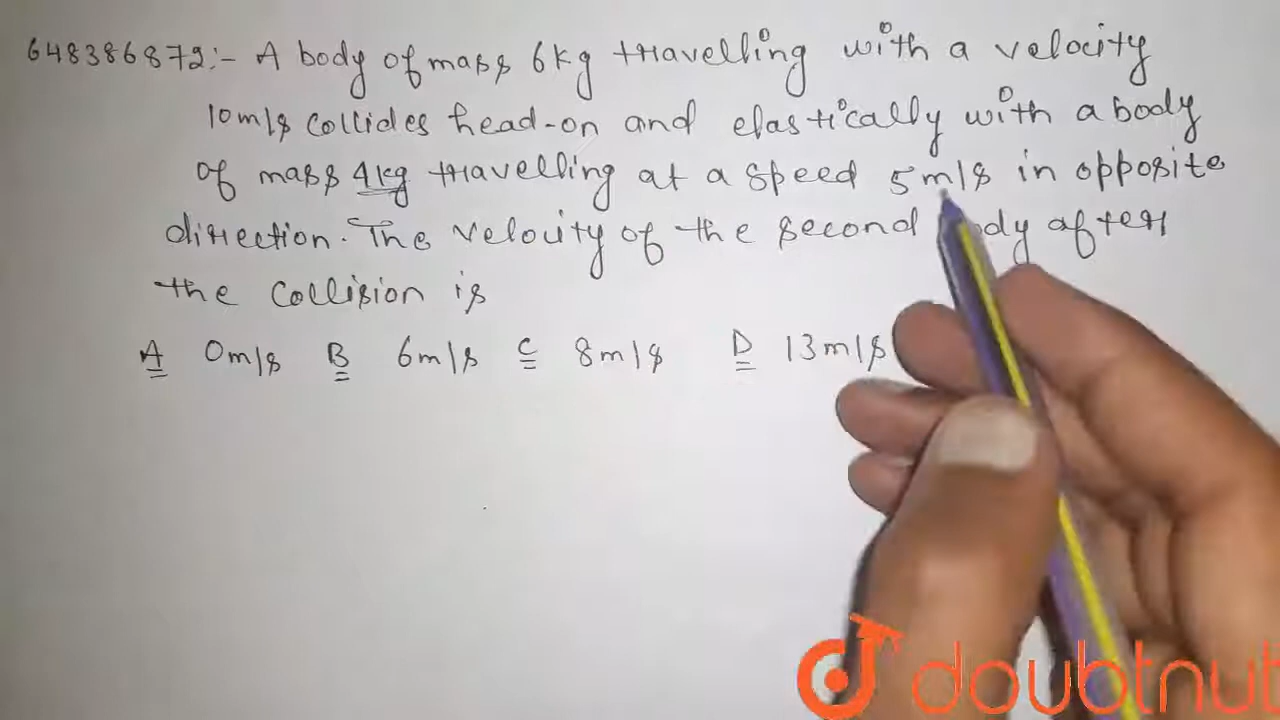 648386872:- A body of mass 6kg travelling with a velocity
10m/s collides head-on and elastically with a body
of mass 4kg travelling at a speed 5m/s in opposite
direction. The velocity of the second after
the collision is
A 0m/s B 6m/s C 8m/s D 13m/s
doubtnut